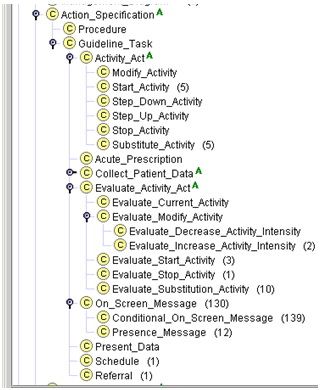 Action_Specification A
C Procedure
C Guideline_Task
C Activity_Act A
C Modify_Activity
C Start_Activity (5)
C Step_Down_Activity
C Step_Up_Activity
C Stop_Activity
C Substitute_Activity (5)
C Acute_Prescription
C Collect_Patient_Data A
C Evaluate_Activity_Act A
C Evaluate_Current_Activity
C Evaluate_Modify_Activity
C Evaluate_Decrease_Activity_Intensity
C Evaluate_Increase_Activity_Intensity (2)
C Evaluate_Start_Activity (3)
C Evaluate_Stop_Activity (1)
C Evaluate_Substitution_Activity (10)
C On_Screen_Message (130)
C Conditional_On_Screen_Message (139)
C Presence_Message (12)
C Present_Data
C Schedule (1)
C Referral (1)